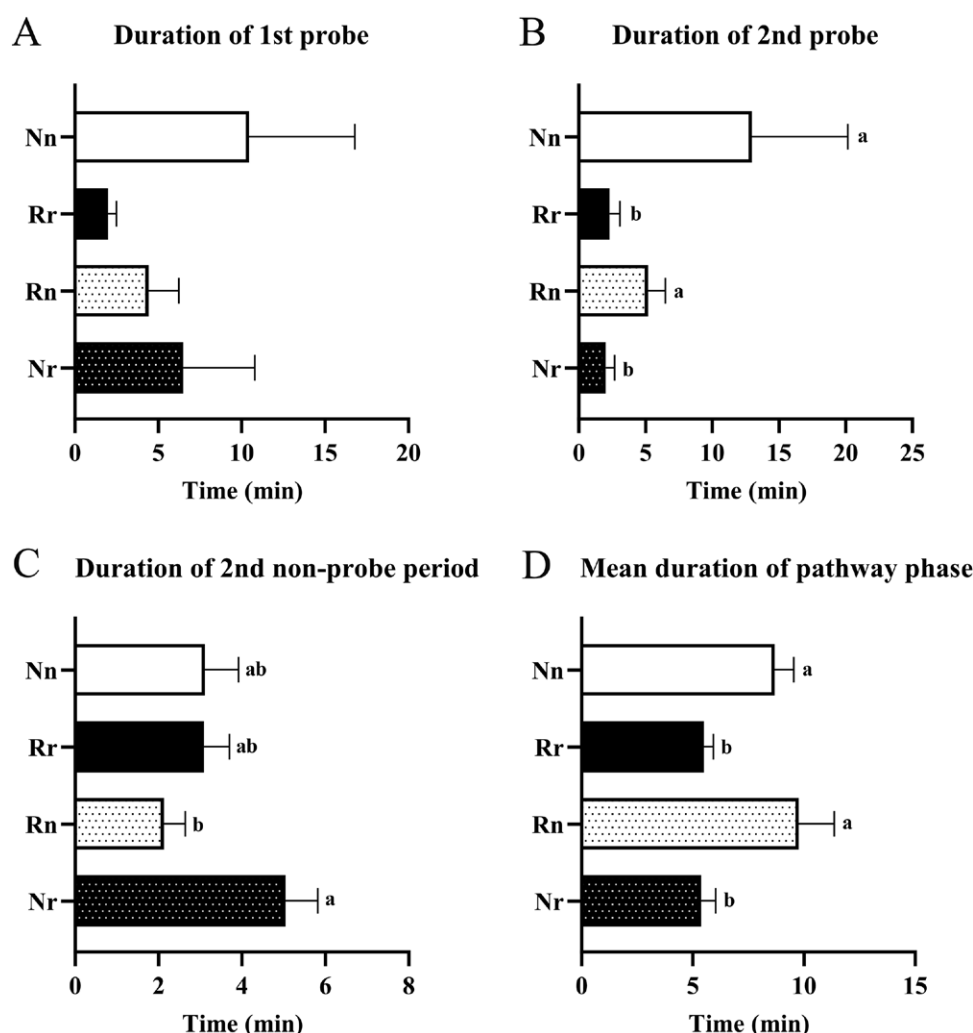 A Duration of 1st probe
Nn
Rr
Rn
Nr
0 5 10 15 20
Time (min)
B Duration of 2nd probe
Nn a
Rr b
Rn a
Nr b
0 5 10 15 20 25
Time (min)
C Duration of 2nd non-probe period
Nn ab
Rr ab
Rn b
Nr a
0 2 4 6 8
Time (min)
D Mean duration of pathway phase
Nn a
Rr b
Rn a
Nr b
0 5 10 15
Time (min)